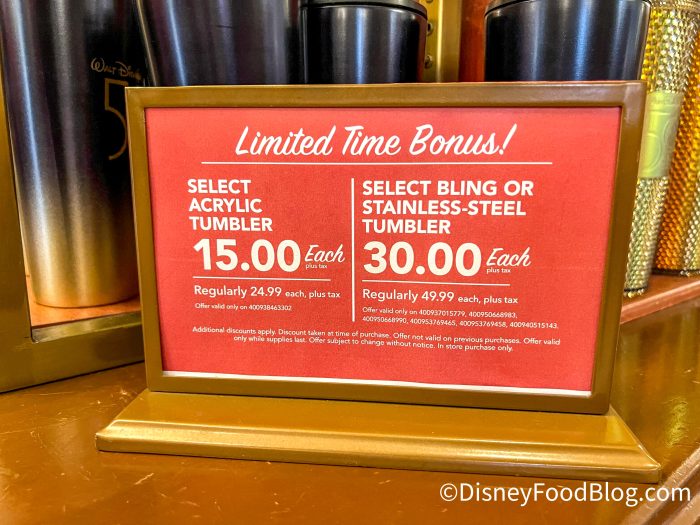 WALT DISNEY
5
Limited Time Bonus!
SELECT
ACRYLIC
TUMBLER
15.00 Each
plus tax
Regularly 24.99 each, plus tax
Offer valid only on 400938463302
SELECT BLING OR
STAINLESS-STEEL
TUMBLER
30.00 Each
plus tax
Regularly 49.99 each, plus tax
Offer valid only on 400937015779, 400950668983,
400950668990, 400953769465, 400953769458, 400940515143.
Additional discounts apply. Discount taken at time of purchase. Offer not valid on previous purchases. Offer valid
only while supplies last. Offer subject to change without notice. In store purchase only.
©DisneyFoodBlog.com